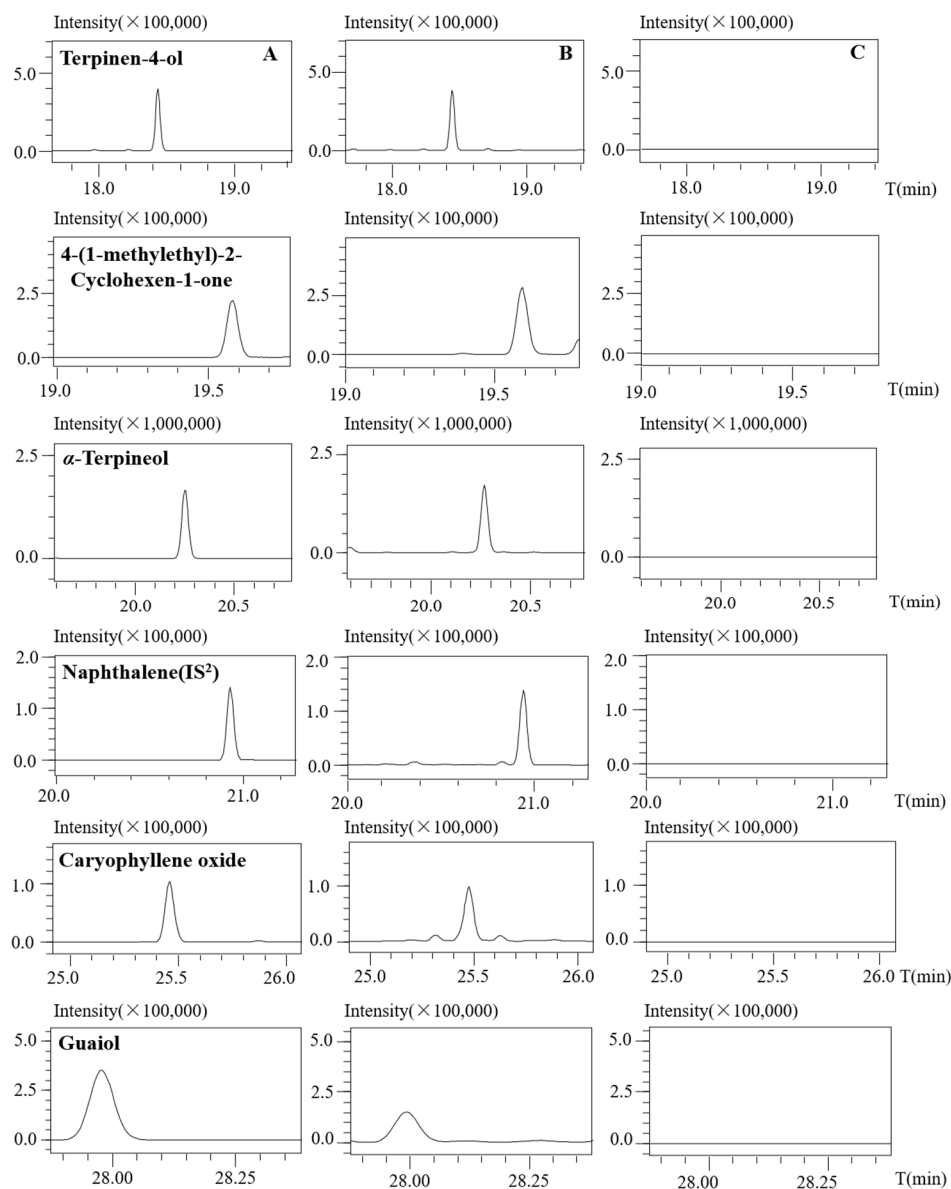 Intensity(×100,000) Intensity(×100,000) Intensity(×100,000)
Terpinen-4-ol A B C
5.0 5.0 5.0
0.0 0.0 0.0
18.0 19.0 18.0 19.0 18.0 19.0 T(min)
Intensity(×100,000) Intensity(×100,000) Intensity(×100,000)
4-(1-methylethyl)-2-
Cyclohexen-1-one
2.5 2.5 2.5
0.0 0.0 0.0
19.0 19.5 19.0 19.5 19.0 19.5 T(min)
Intensity(×1,000,000) Intensity(×1,000,000) Intensity(×1,000,000)
α-Terpineol
2.5 2.5 2.5
0.0 0.0 0.0
20.0 20.5 20.0 20.5 20.0 20.5 T(min)
Intensity(×100,000) Intensity(×100,000) Intensity(×100,000)
2.0 2.0 2.0
Naphthalene(IS²)
1.0 1.0 1.0
0.0 0.0 0.0
20.0 21.0 20.0 21.0 20.0 21.0 T(min)
Intensity(×100,000) Intensity(×100,000) Intensity(×100,000)
Caryophyllene oxide
1.0 1.0 1.0
0.0 0.0 0.0
25.0 25.5 26.0 25.0 25.5 26.0 25.0 25.5 26.0 T(min)
Intensity(×100,000) Intensity(×100,000) Intensity(×100,000)
5.0 Guaiol 5.0 5.0
2.5 2.5 2.5
0.0 0.0 0.0
28.00 28.25 28.00 28.25 28.00 28.25 T(min)